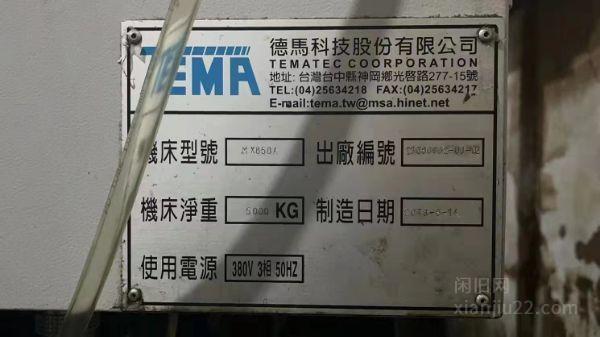 TEMA
德馬科技股份有限公司
TEMATEC COORPORATION
地址: 台灣台中縣神岡鄉光啓路277-15號
TEL:(04)25634218 FAX:(04)25634217
E-mail:tema.tw@msa.hinet.net
機床型號 MX650A 出廠編號
機床淨重 5000 KG 制造日期
使用電源 380V 3相 50HZ
闲旧网
xianjiu22.com